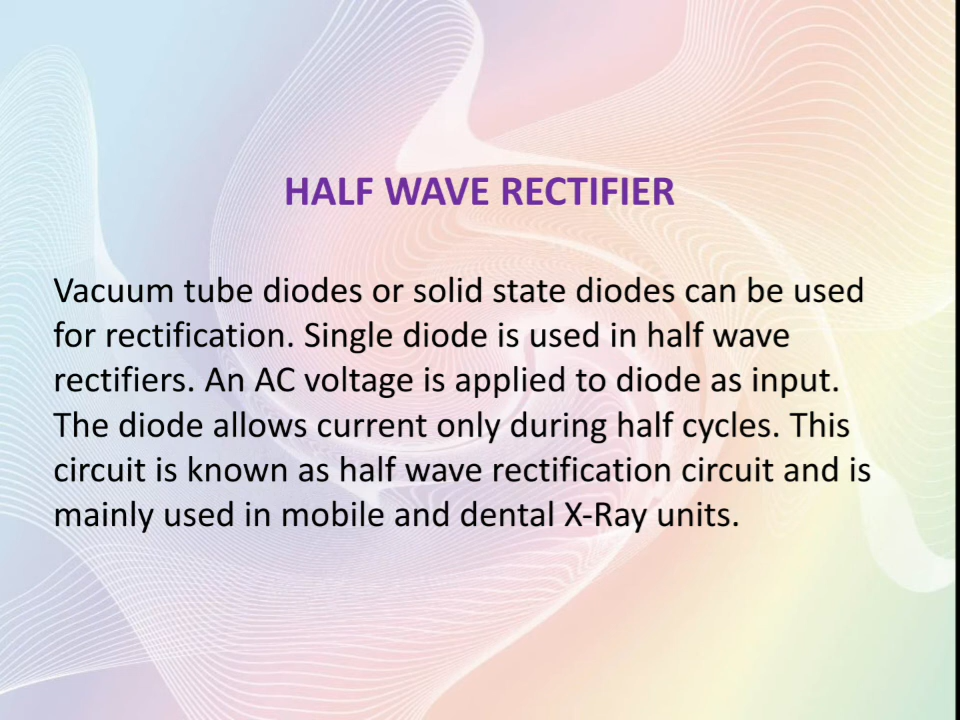 HALF WAVE RECTIFIER
Vacuum tube diodes or solid state diodes can be used
for rectification. Single diode is used in half wave
rectifiers. An AC voltage is applied to diode as input.
The diode allows current only during half cycles. This
circuit is known as half wave rectification circuit and is
mainly used in mobile and dental X-Ray units.